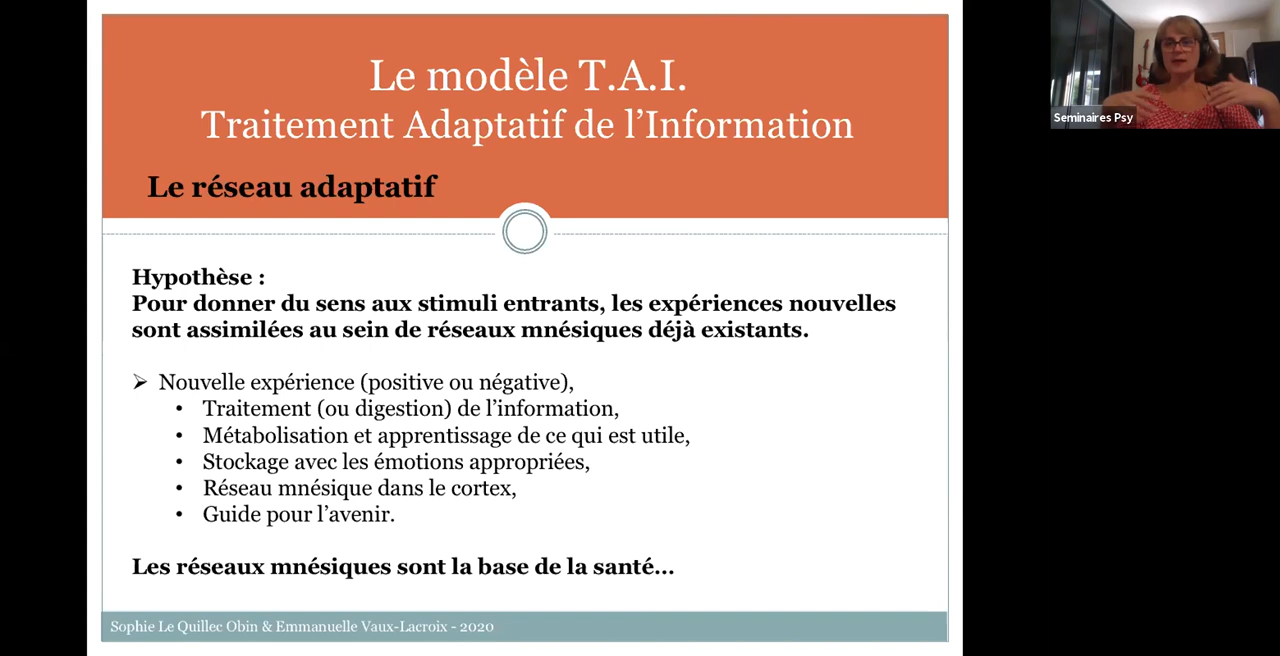 Le modèle T.A.I.
Traitement Adaptatif de l’Information
Le réseau adaptatif
Hypothèse :
Pour donner du sens aux stimuli entrants, les expériences nouvelles
sont assimilées au sein de réseaux mnésiques déjà existants.
➢ Nouvelle expérience (positive ou négative),
• Traitement (ou digestion) de l’information,
• Métabolisation et apprentissage de ce qui est utile,
• Stockage avec les émotions appropriées,
• Réseau mnésique dans le cortex,
• Guide pour l’avenir.
Les réseaux mnésiques sont la base de la santé…
Sophie Le Quillec Obin & Emmanuelle Vaux-Lacroix - 2020
Seminaires Psy